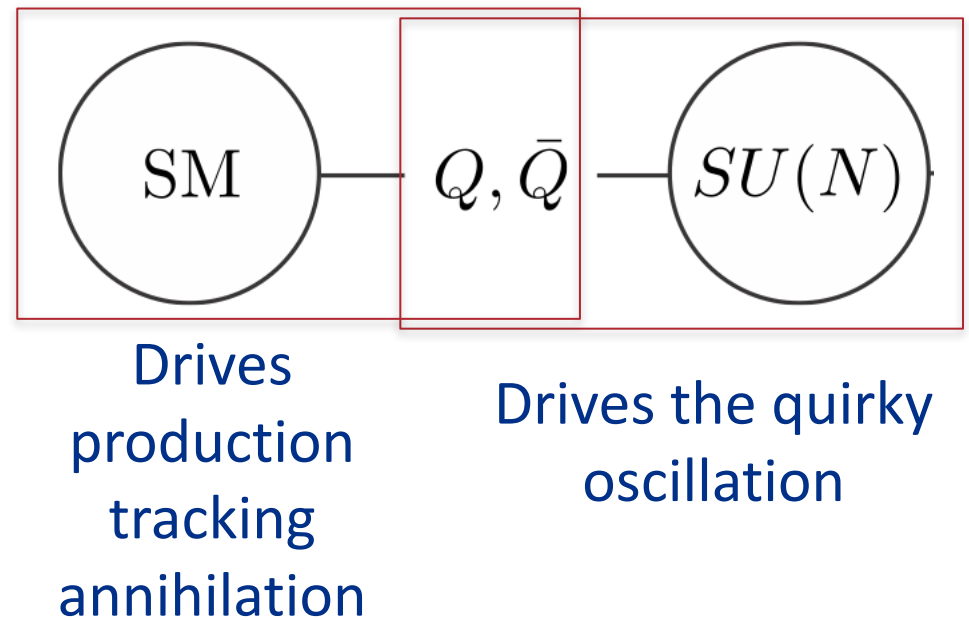 SM
Q, Q̄
SU(N)
Drives
production
tracking
annihilation
Drives the quirky
oscillation